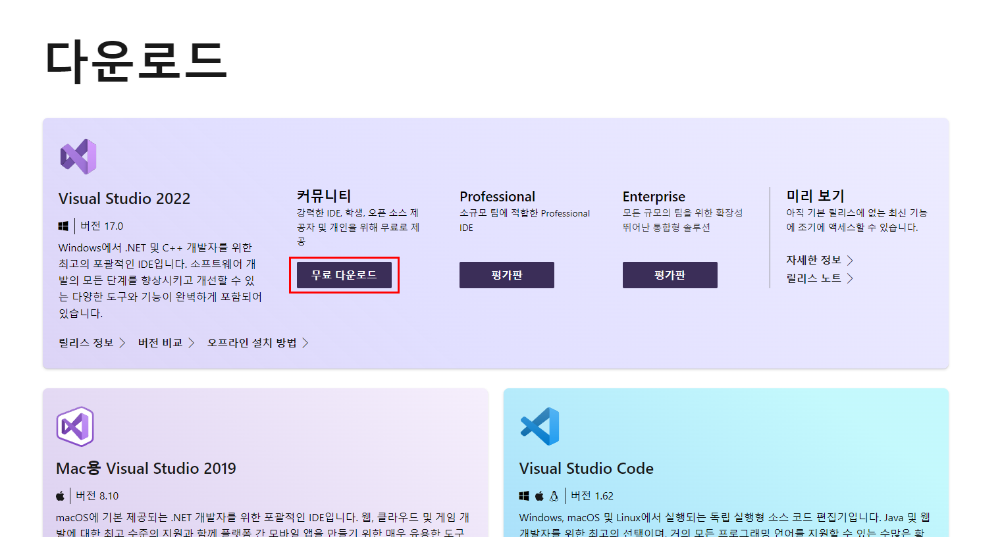 다운로드
Visual Studio 2022
버전 17.0
Windows에서 .NET 및 C++ 개발자를 위한
최고의 포괄적인 IDE입니다. 소프트웨어 개
발의 모든 단계를 향상시키고 개선할 수 있
는 다양한 도구와 기능이 완벽하게 포함되어
있습니다.
커뮤니티
강력한 IDE, 학생, 오픈 소스 제
공자 및 개인을 위해 무료로 제
공
무료 다운로드
Professional
소규모 팀에 적합한 Professional
IDE
평가판
Enterprise
모든 규모의 팀을 위한 확장성
뛰어난 통합형 솔루션
평가판
미리 보기
아직 기본 릴리스에 없는 최신 기능
에 조기에 액세스할 수 있습니다.
자세한 정보
릴리스 노트
릴리스 정보 버전 비교 오프라인 설치 방법
Mac용 Visual Studio 2019
버전 8.10
macOS에 기본 제공되는 .NET 개발자를 위한 포괄적인 IDE입니다. 웹, 클라우드 및 게임 개
발에 대한 최고 수준의 지원과 함께 플랫폼 간 모바일 앱을 만들기 위한 매우 유용한 도구
Visual Studio Code
버전 1.62
Windows, macOS 및 Linux에서 실행되는 독립 실행형 소스 코드 편집기입니다. Java 및 웹
개발자를 위한 최고의 선택이며, 거의 모든 프로그래밍 언어를 지원할 수 있는 수많은 확